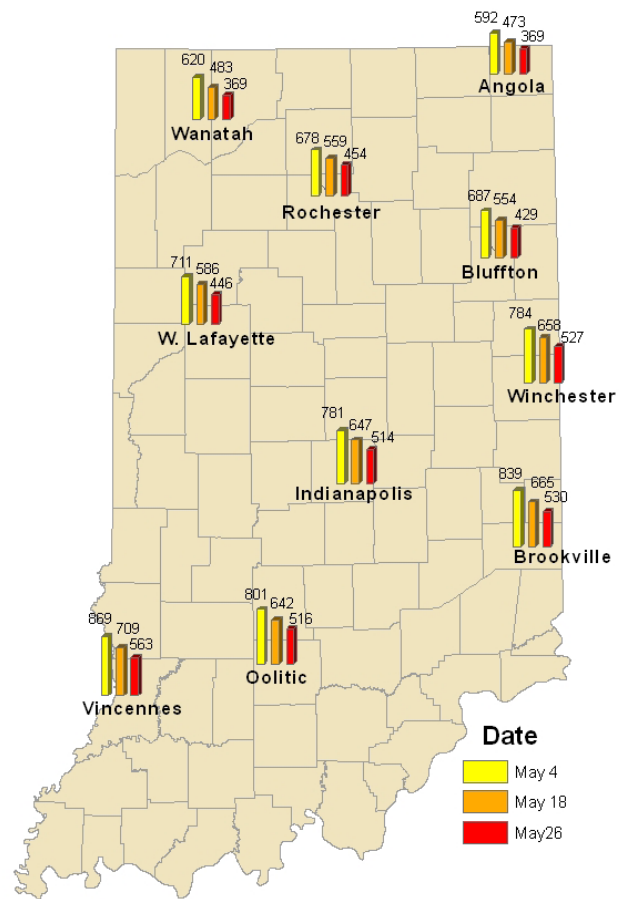 592 473 369
Angola
620 483 369
Wanatah
678 559 454
Rochester
687 554 429
Bluffton
711 586 446
W. Lafayette
784 658 527
Winchester
781 647 514
Indianapolis
839 665 530
Brookville
801 642 516
Oolitic
869 709 563
Vincennes
Date
May 4
May 18
May26